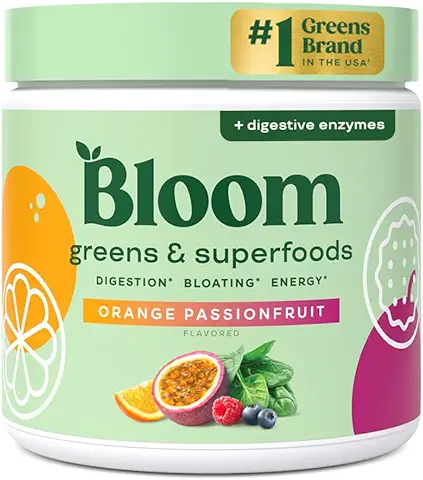 #1 Greens
Brand
IN THE USA†
+ digestive enzymes
Bloom
greens & superfoods
DIGESTION* BLOATING* ENERGY*
ORANGE PASSIONFRUIT
FLAVORED